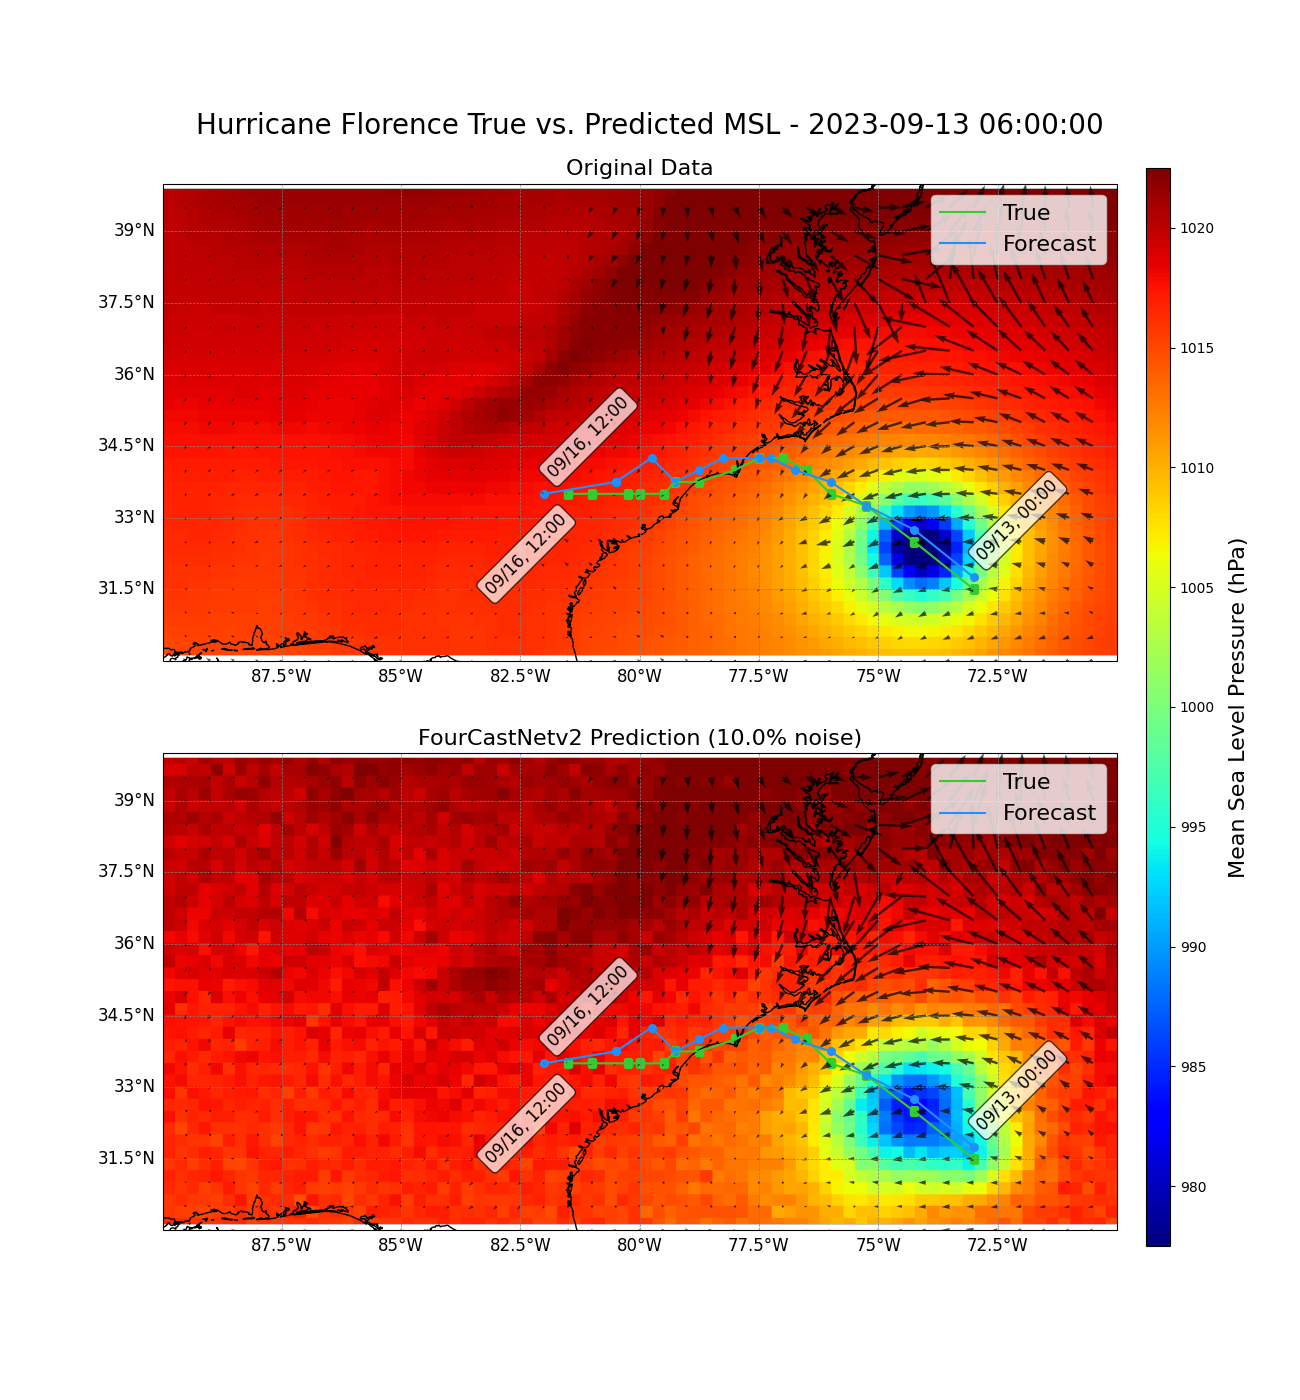 Hurricane Florence True vs. Predicted MSL - 2023-09-13 06:00:00
Original Data
True
Forecast
39°N
37.5°N
36°N
34.5°N
33°N
31.5°N
09/16, 12:00
09/16, 12:00
09/13, 00:00
87.5°W 85°W 82.5°W 80°W 77.5°W 75°W 72.5°W
FourCastNetv2 Prediction (10.0% noise)
True
Forecast
39°N
37.5°N
36°N
34.5°N
33°N
31.5°N
09/16, 12:00
09/16, 12:00
09/13, 00:00
87.5°W 85°W 82.5°W 80°W 77.5°W 75°W 72.5°W
1020
1015
1010
1005
1000
995
990
985
980
Mean Sea Level Pressure (hPa)